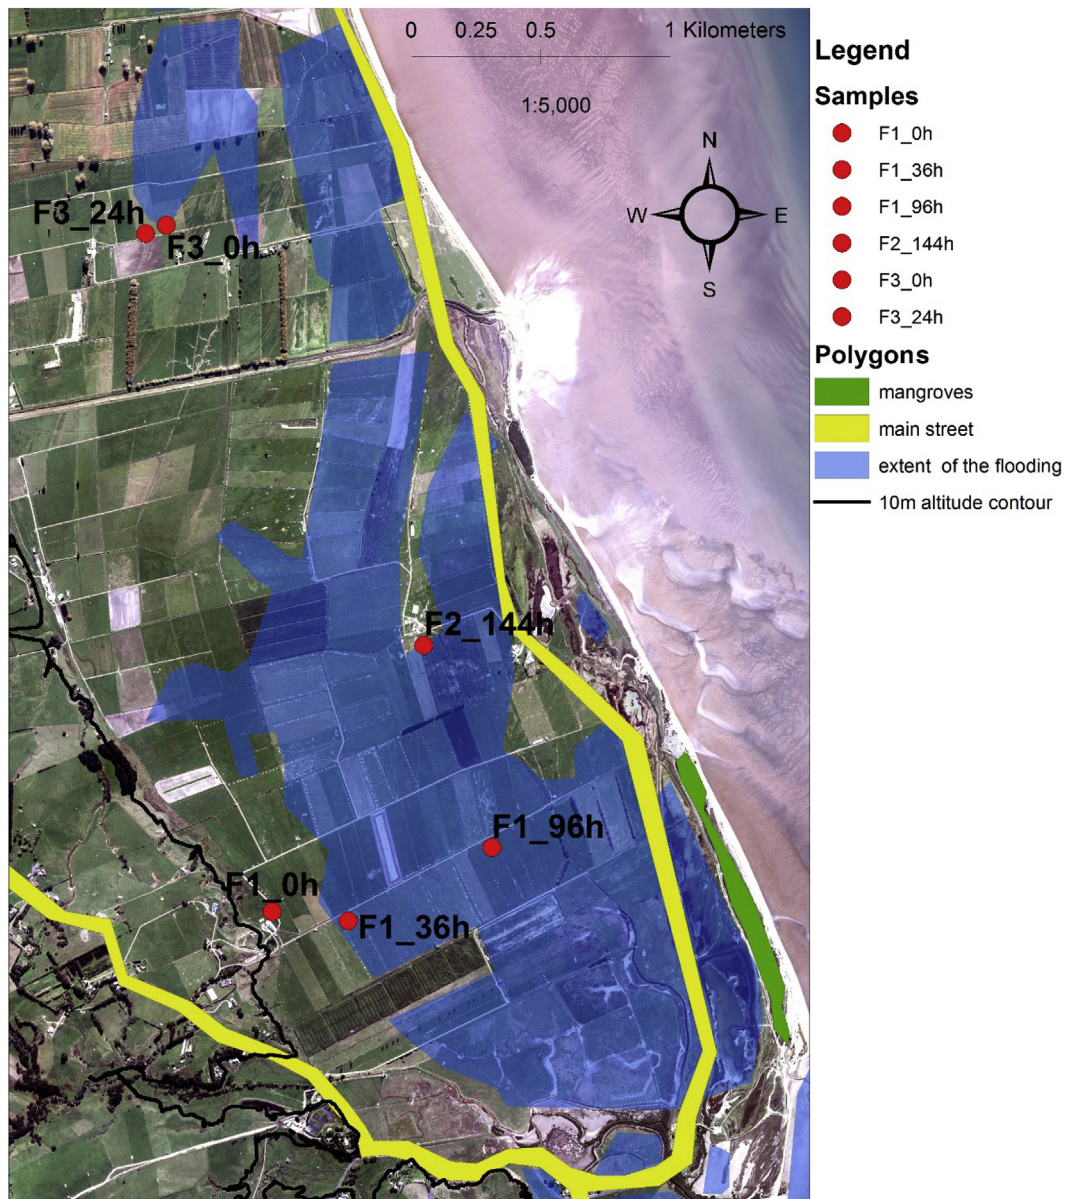 0 0.25 0.5 1 Kilometers
1:5,000
N
W E
S
F3_24h
F3_0h
F2_144h
F1_96h
F1_0h
F1_36h
Legend
Samples
F1_0h
F1_36h
F1_96h
F2_144h
F3_0h
F3_24h
Polygons
mangroves
main street
extent of the flooding
10m altitude contour